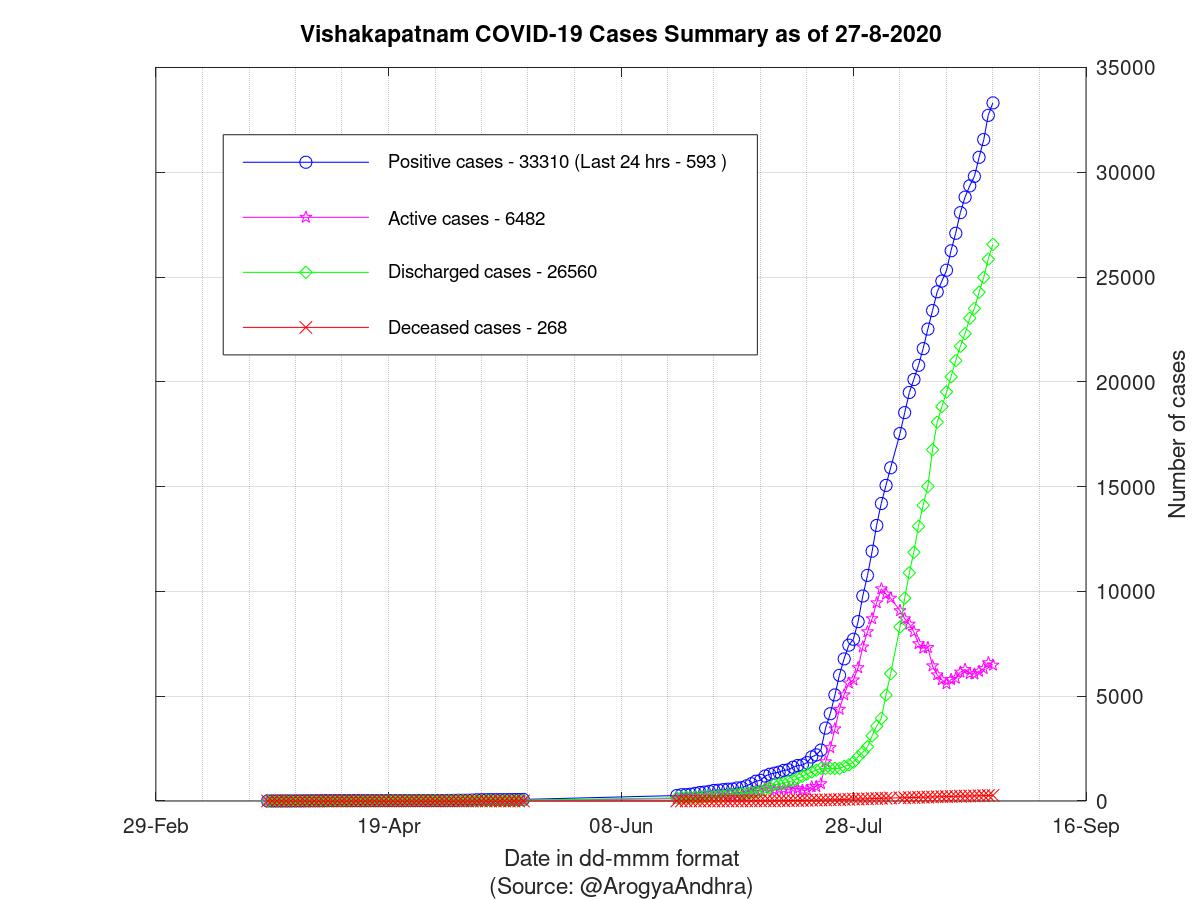 Vishakapatnam COVID-19 Cases Summary as of 27-8-2020
35000
30000
25000
20000
15000
10000
5000
0
Number of cases
Positive cases - 33310 (Last 24 hrs - 593 )
Active cases - 6482
Discharged cases - 26560
Deceased cases - 268
29-Feb 19-Apr 08-Jun 28-Jul 16-Sep
Date in dd-mmm format
(Source: @ArogyaAndhra)